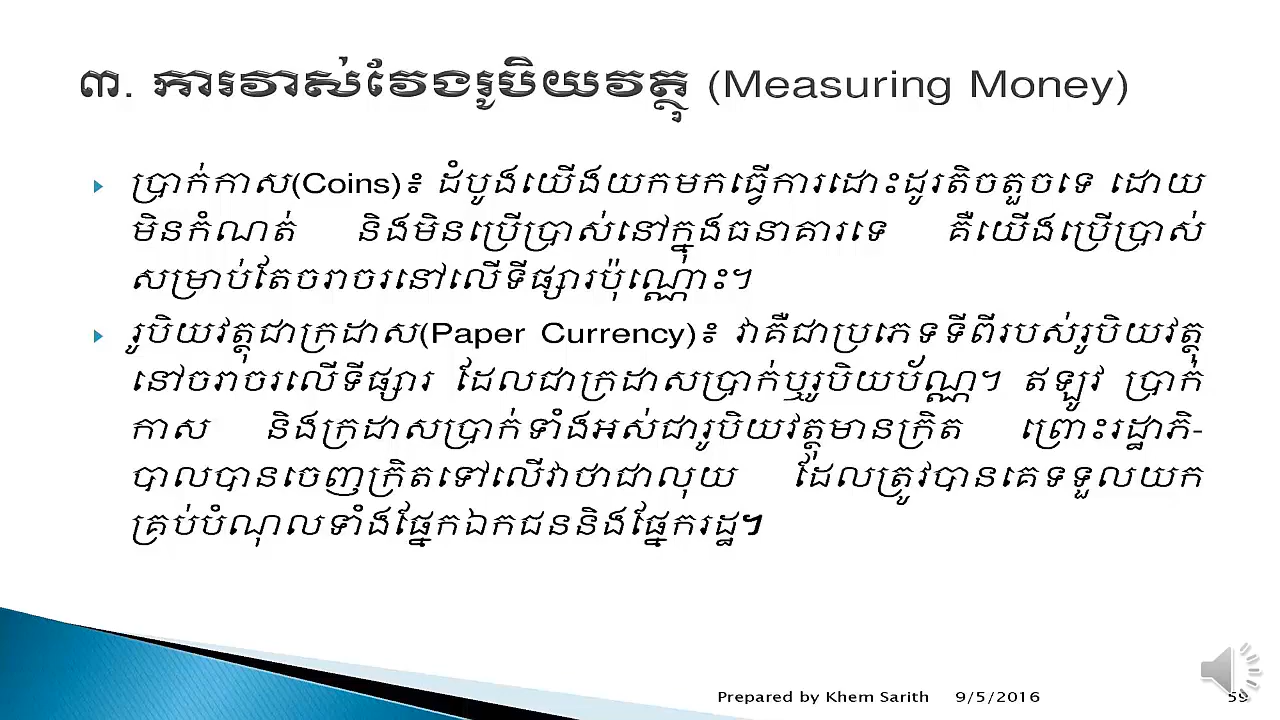 ៣. ការវាស់វែងរូបិយវត្ថុ (Measuring Money)
ប្រាក់កាស(Coins)៖ ដំបូងយើងយកមកធ្វើការដោះដូរតិចតួចទេ ដោយ
មិនកំណត់ និងមិនប្រើប្រាស់នៅក្នុងធនាគារទេ គឺយើងប្រើប្រាស់
សម្រាប់តែចរាចរនៅលើទីផ្សារប៉ុណ្ណោះ។
រូបិយវត្ថុជាក្រដាស(Paper Currency)៖ វាគឺជាប្រភេទទីពីរបស់រូបិយវត្ថុ
នៅចរាចរលើទីផ្សារ ដែលជាក្រដាសប្រាក់ឬរូបិយប័ណ្ណ។ ឥឡូវ ប្រាក់
កាស និងក្រដាសប្រាក់ទាំងអស់ជារូបិយវត្ថុមានក្រិត ព្រោះរដ្ឋាភិ-
បាលបានចេញក្រិតទៅលើវាថាជាលុយ ដែលត្រូវបានគេទទួលយក
គ្រប់បំណុលទាំងផ្នែកឯកជននិងផ្នែករដ្ឋ។
Prepared by Khem Sarith 9/5/2016 59